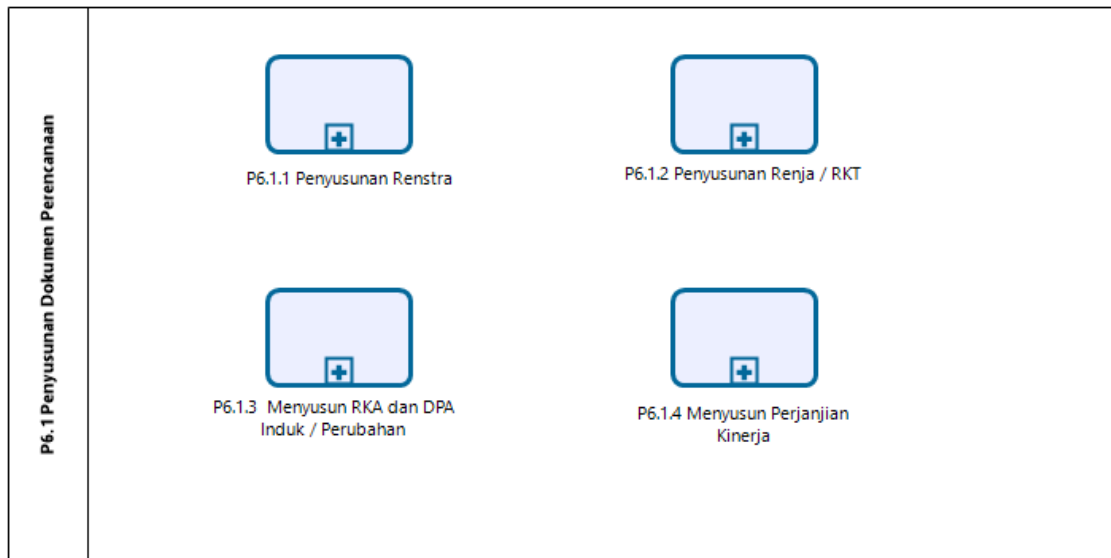 P6.1 Penyusunan Dokumen Perencanaan
P6.1.1 Penyusunan Renstra
P6.1.2 Penyusunan Renja / RKT
P6.1.3  Menyusun RKA dan DPA
Induk / Perubahan
P6.1.4 Menyusun Perjanjian
Kinerja